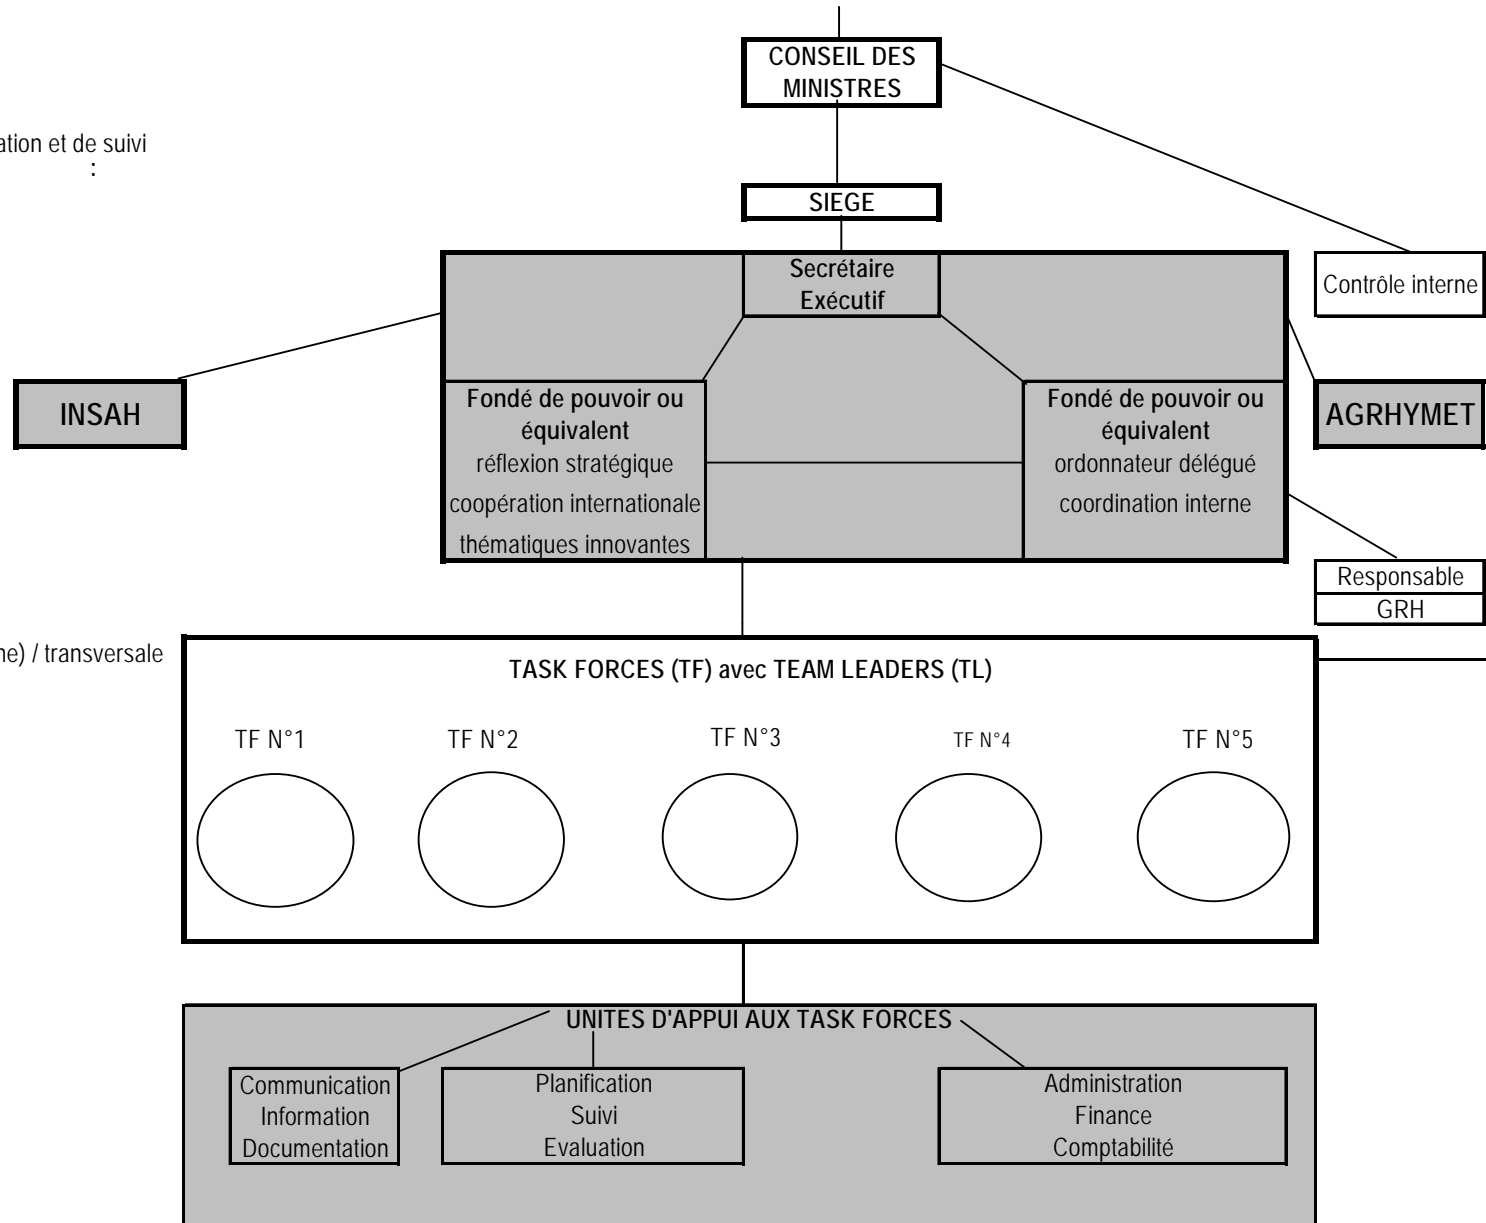 CONSEIL DES
MINISTRES
et de suivi
:
SIEGE
Secrétaire
Exécutif
Contrôle interne
INSAH
Fondé de pouvoir ou
équivalent
réflexion stratégique
coopération internationale
thématiques innovantes
Fondé de pouvoir ou
équivalent
ordonnateur délégué
coordination interne
AGRHYMET
Responsable
GRH
/ transversale
TASK FORCES (TF) avec TEAM LEADERS (TL)
TF N°1
TF N°2
TF N°3
TF N°4
TF N°5
UNITES D'APPUI AUX TASK FORCES
Communication
Information
Documentation
Planification
Suivi
Evaluation
Administration
Finance
Comptabilité